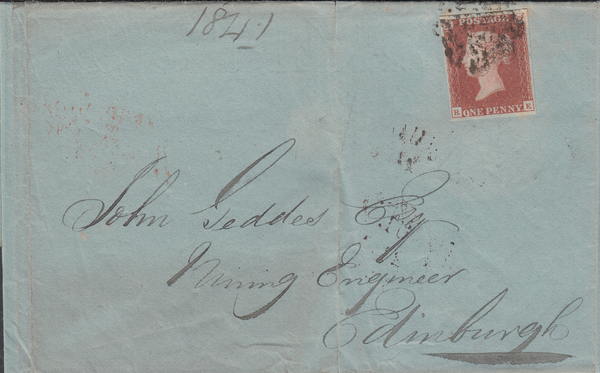 1841
POSTAGE
B E
ONE PENNY
John Geddes Esq
Mining Engineer
Edinburgh